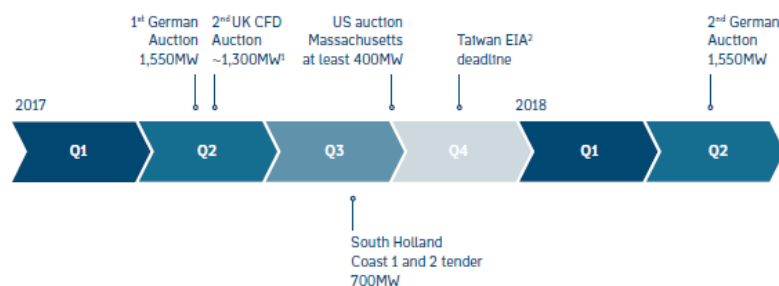 1st German
Auction
1,550MW
2nd UK CFD
Auction
~1,300MW¹
US auction
Massachusetts
at least 400MW
Taiwan EIA²
deadline
2nd German
Auction
1,550MW
2017
2018
Q1
Q2
Q3
Q4
Q1
Q2
South Holland
Coast 1 and 2 tender
700MW